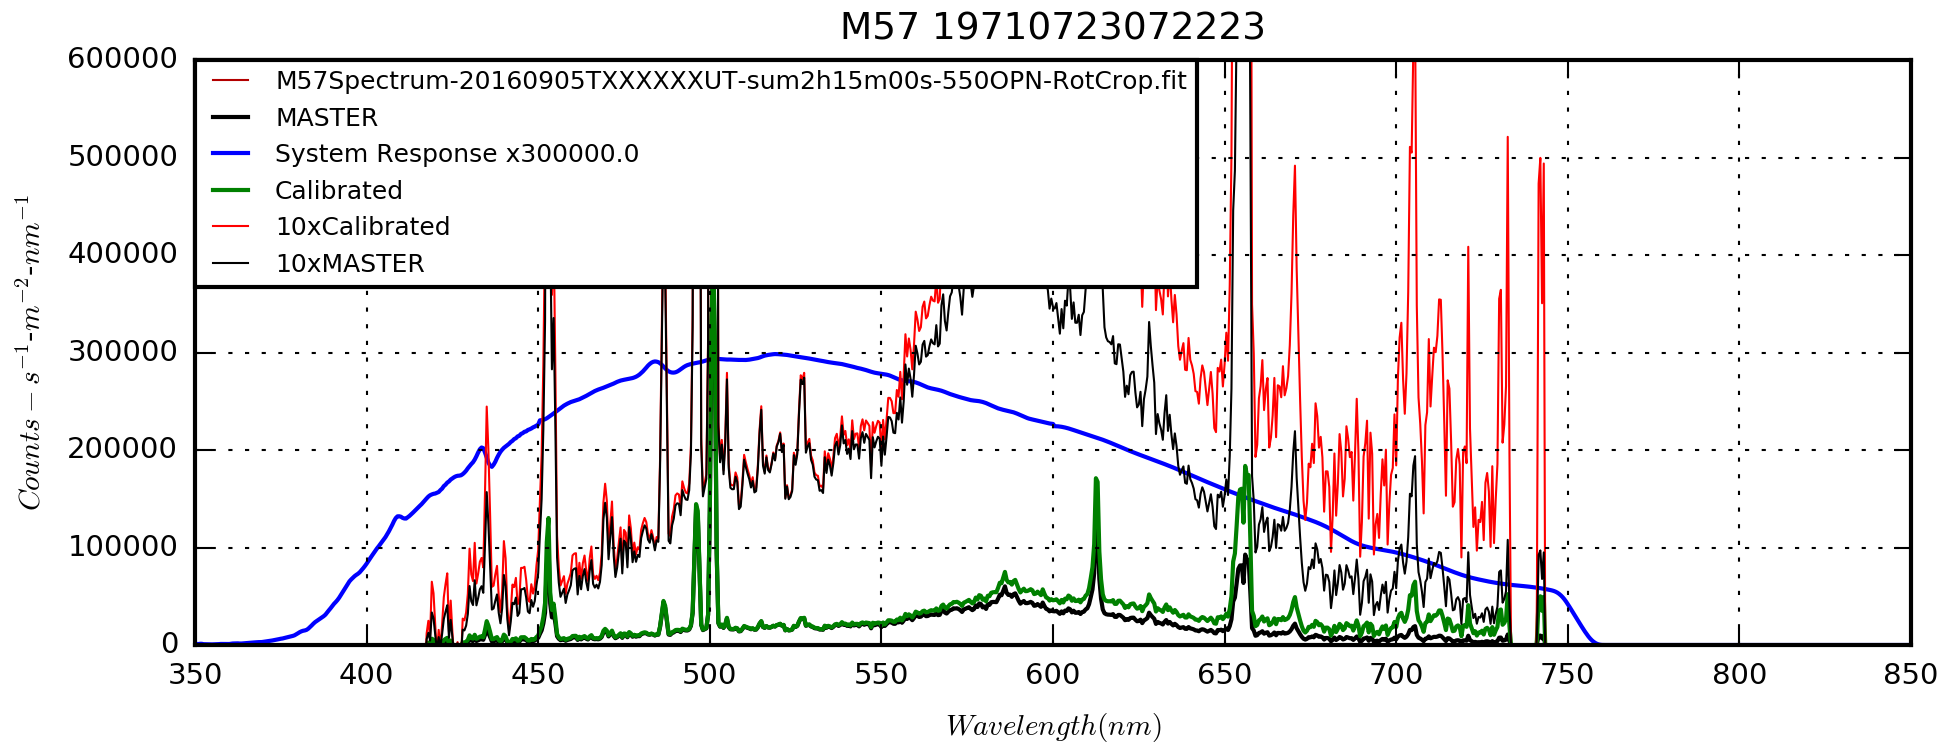 M57 19710723072223
600000
500000
400000
300000
200000
100000
0
Counts − s⁻¹-m⁻²-nm⁻¹
M57Spectrum-20160905TXXXXXXUT-sum2h15m00s-550OPN-RotCrop.fit
MASTER
System Response x300000.0
Calibrated
10xCalibrated
10xMASTER
350 400 450 500 550 600 650 700 750 800 850
Wavelength(nm)